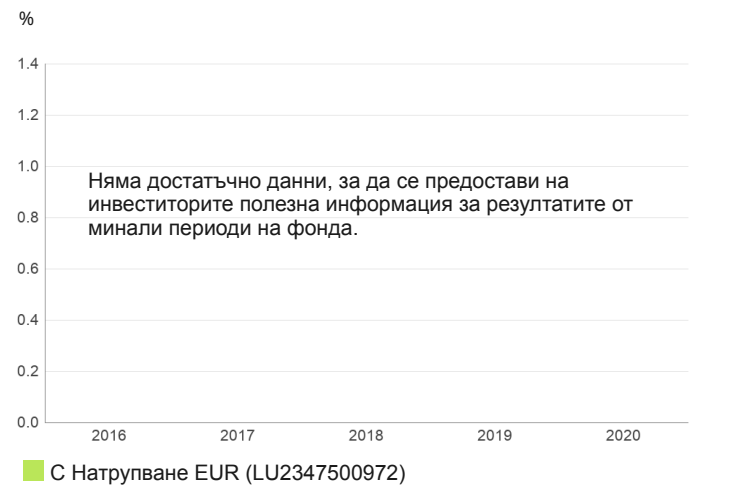 %
1.4
1.2
1.0
Няма достатъчно данни, за да се предостави на
инвеститорите полезна информация за резултатите от
0.8
минали периоди на фонда.
0.6
0.4
0.2
0.0
2016 2017 2018 2019 2020
С Натрупване EUR (LU2347500972)